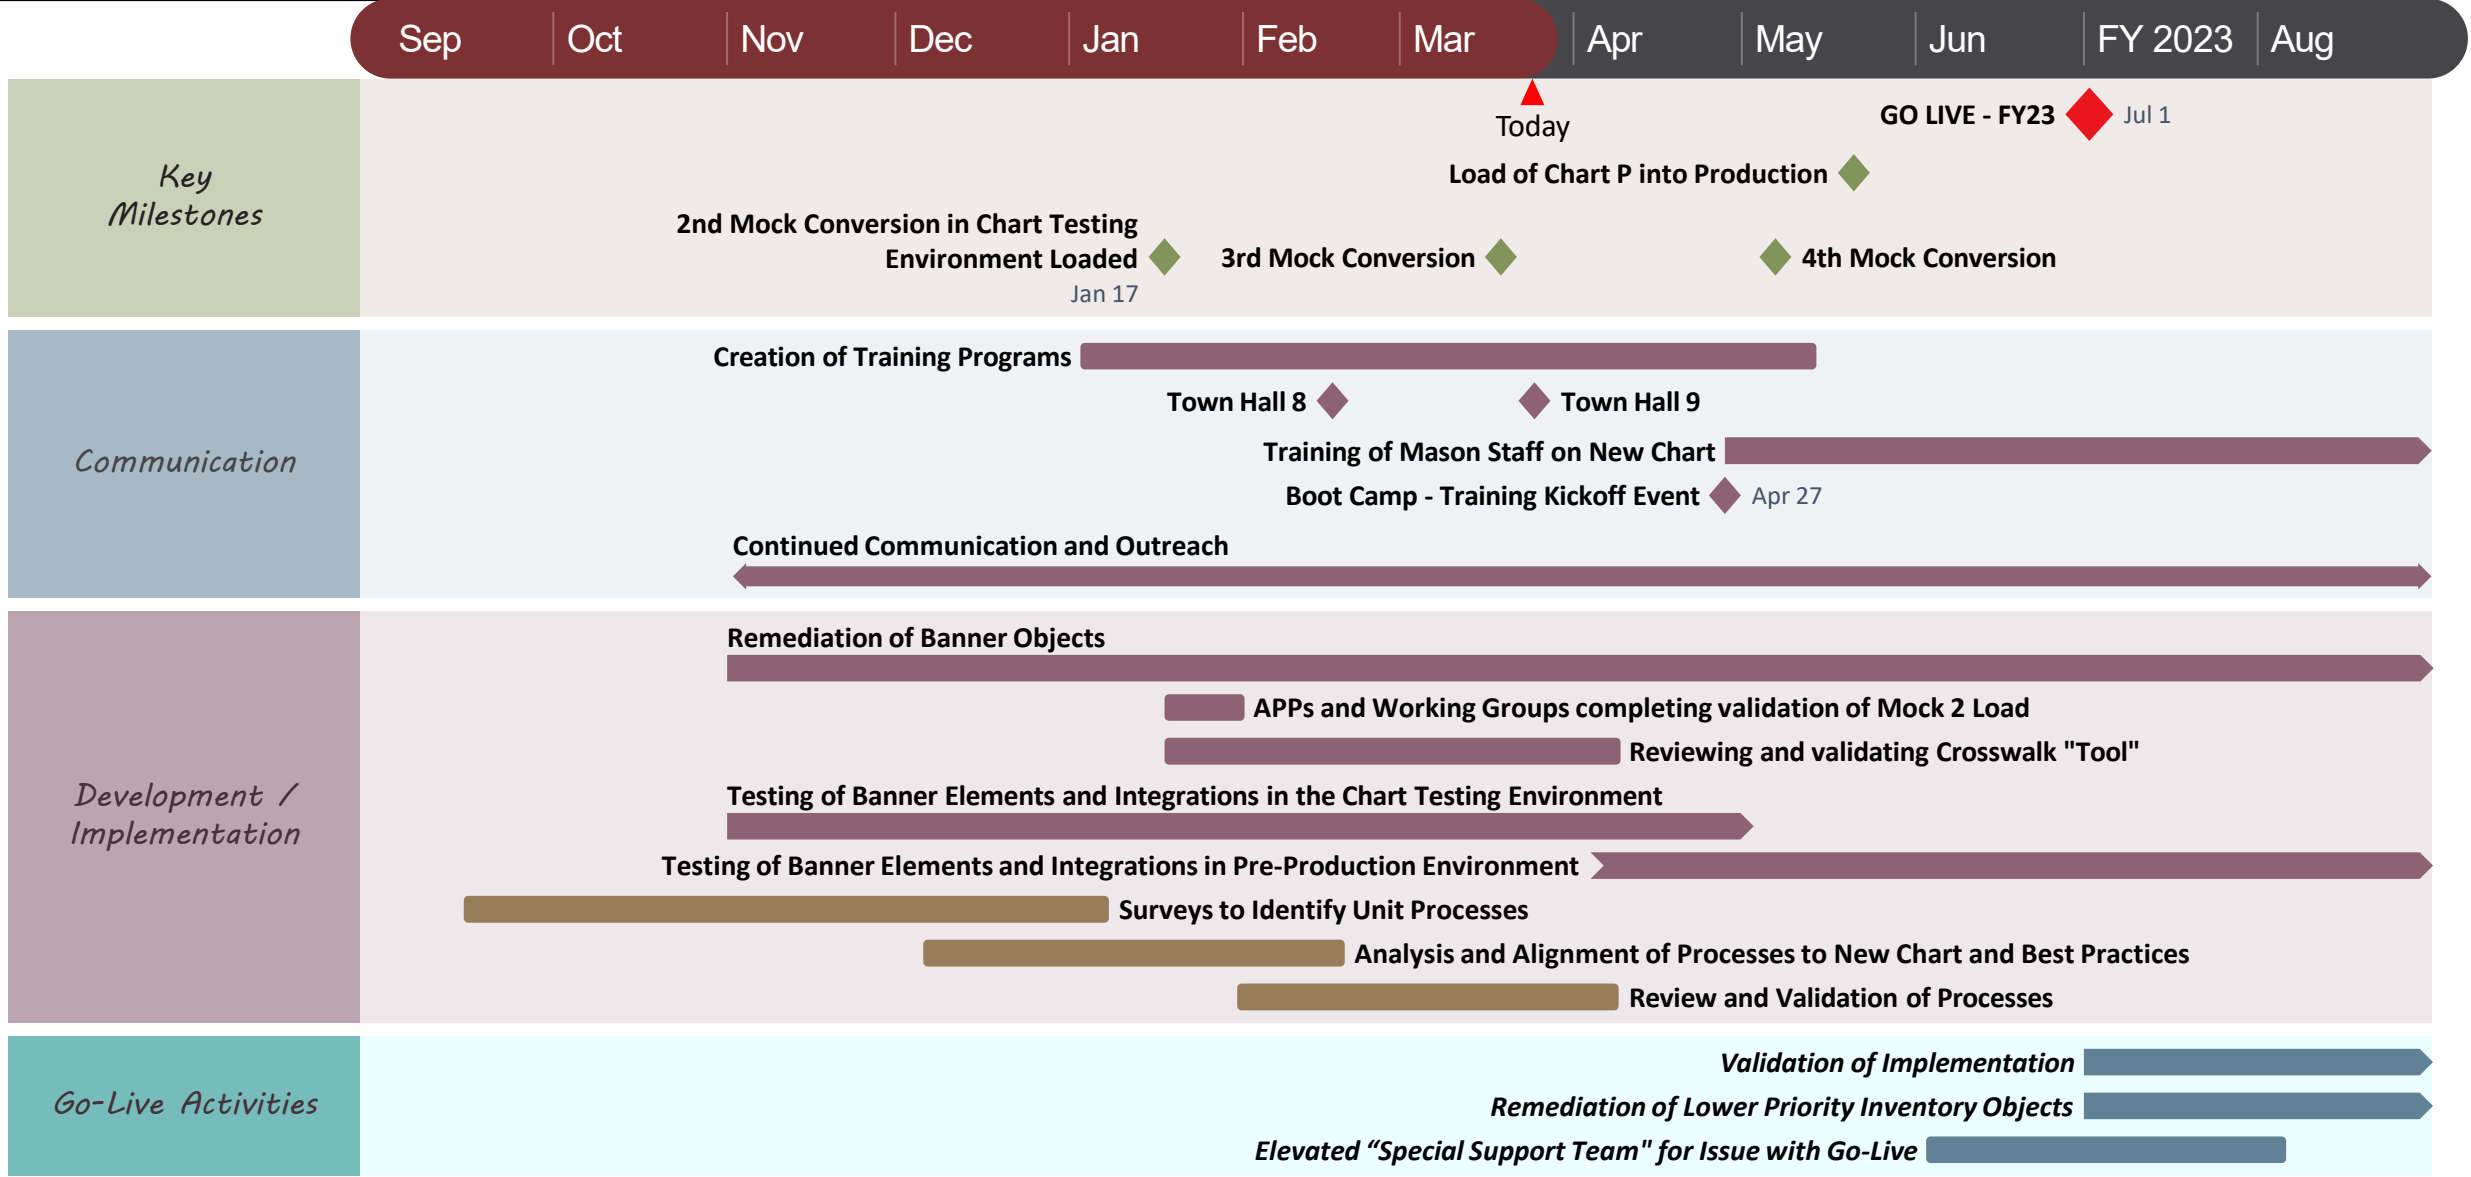 Sep Oct Nov Dec Jan Feb Mar Apr May Jun FY 2023 Aug
Today
Key
Milestones
GO LIVE - FY23 Jul 1
Load of Chart P into Production
2nd Mock Conversion in Chart Testing
Environment Loaded
Jan 17
3rd Mock Conversion
4th Mock Conversion
Communication
Creation of Training Programs
Town Hall 8
Town Hall 9
Training of Mason Staff on New Chart
Boot Camp - Training Kickoff Event Apr 27
Continued Communication and Outreach
Development /
Implementation
Remediation of Banner Objects
APPs and Working Groups completing validation of Mock 2 Load
Reviewing and validating Crosswalk "Tool"
Testing of Banner Elements and Integrations in the Chart Testing Environment
Testing of Banner Elements and Integrations in Pre-Production Environment
Surveys to Identify Unit Processes
Analysis and Alignment of Processes to New Chart and Best Practices
Review and Validation of Processes
Go-Live Activities
Validation of Implementation
Remediation of Lower Priority Inventory Objects
Elevated “Special Support Team" for Issue with Go-Live